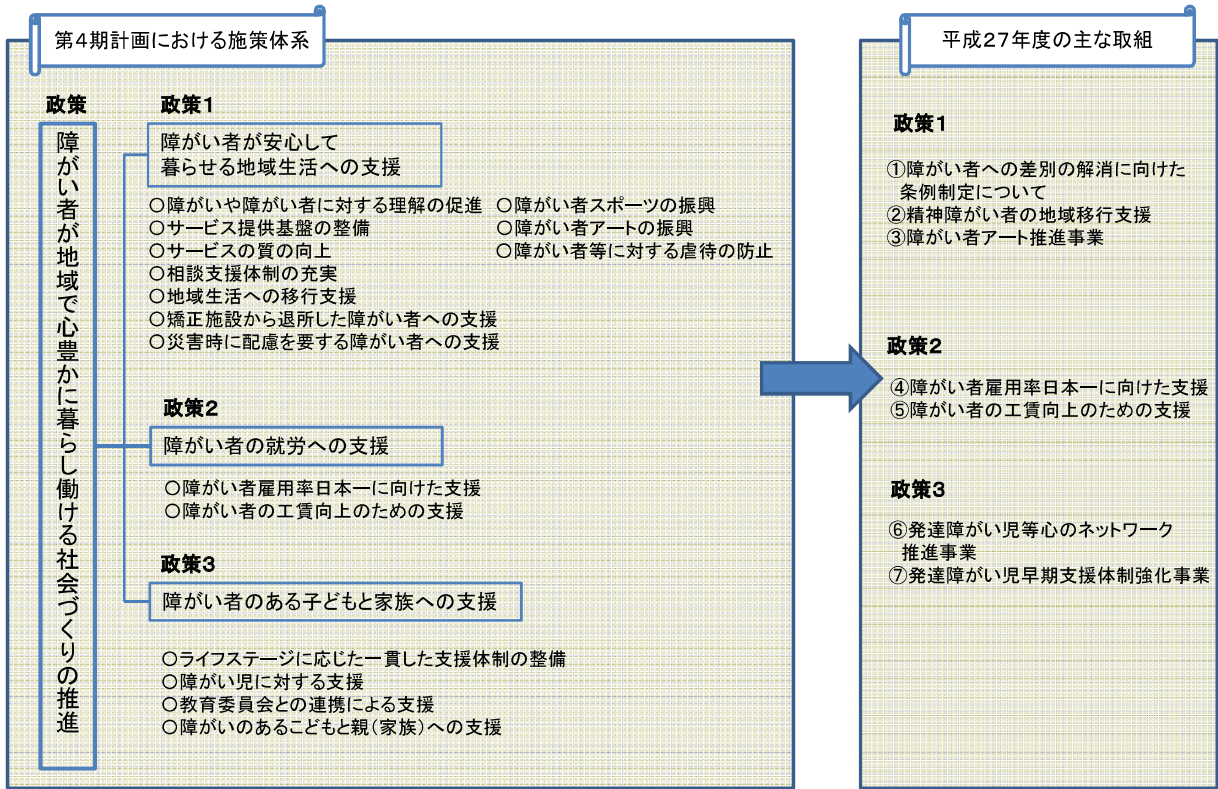 第4期計画における施策体系
政策
障がい者が地域で心豊かに暮らし働ける社会づくりの推進
政策1
障がい者が安心して
暮らせる地域生活への支援
○障がいや障がい者に対する理解の促進
○サービス提供基盤の整備
○サービスの質の向上
○相談支援体制の充実
○地域生活への移行支援
○矯正施設から退所した障がい者への支援
○災害時に配慮を要する障がい者への支援
○障がい者スポーツの振興
○障がい者アートの振興
○障がい者等に対する虐待の防止
政策2
障がい者の就労への支援
○障がい者雇用率日本一に向けた支援
○障がい者の工賃向上のための支援
政策3
障がい者のある子どもと家族への支援
○ライフステージに応じた一貫した支援体制の整備
○障がい児に対する支援
○教育委員会との連携による支援
○障がいのあるこどもと親(家族)への支援
平成27年度の主な取組
政策1
①障がい者への差別の解消に向けた
条例制定について
②精神障がい者の地域移行支援
③障がい者アート推進事業
政策2
④障がい者雇用率日本一に向けた支援
⑤障がい者の工賃向上のための支援
政策3
⑥発達障がい児等心のネットワーク
推進事業
⑦発達障がい児早期支援体制強化事業